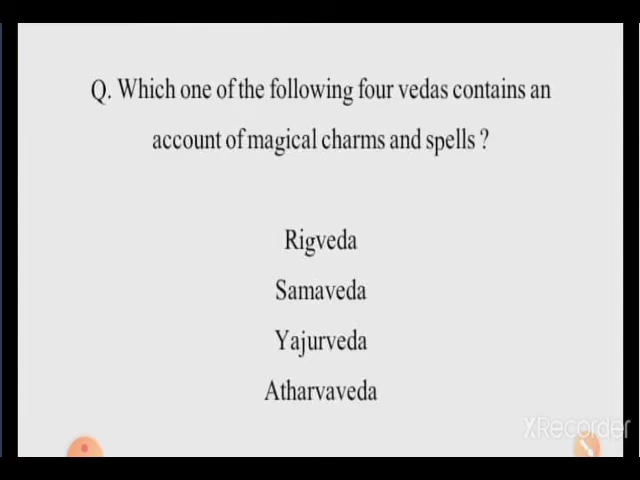 Q. Which one of the following four vedas contains an
account of magical charms and spells ?
Rigveda
Samaveda
Yajurveda
Atharvaveda
XRecorder